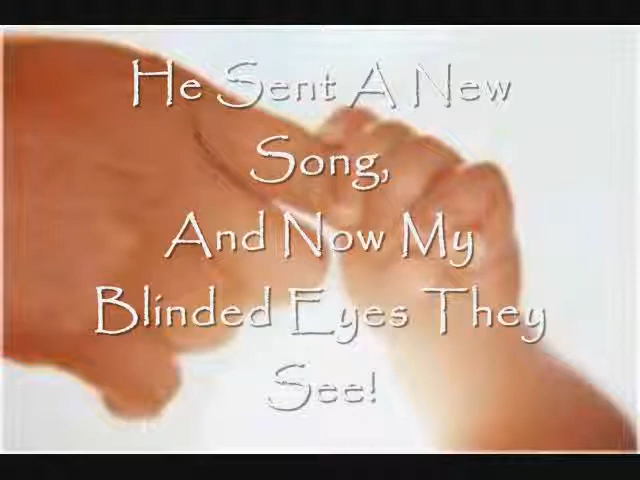 He Sent A New
Song,
And Now My
Blinded Eyes They
See!